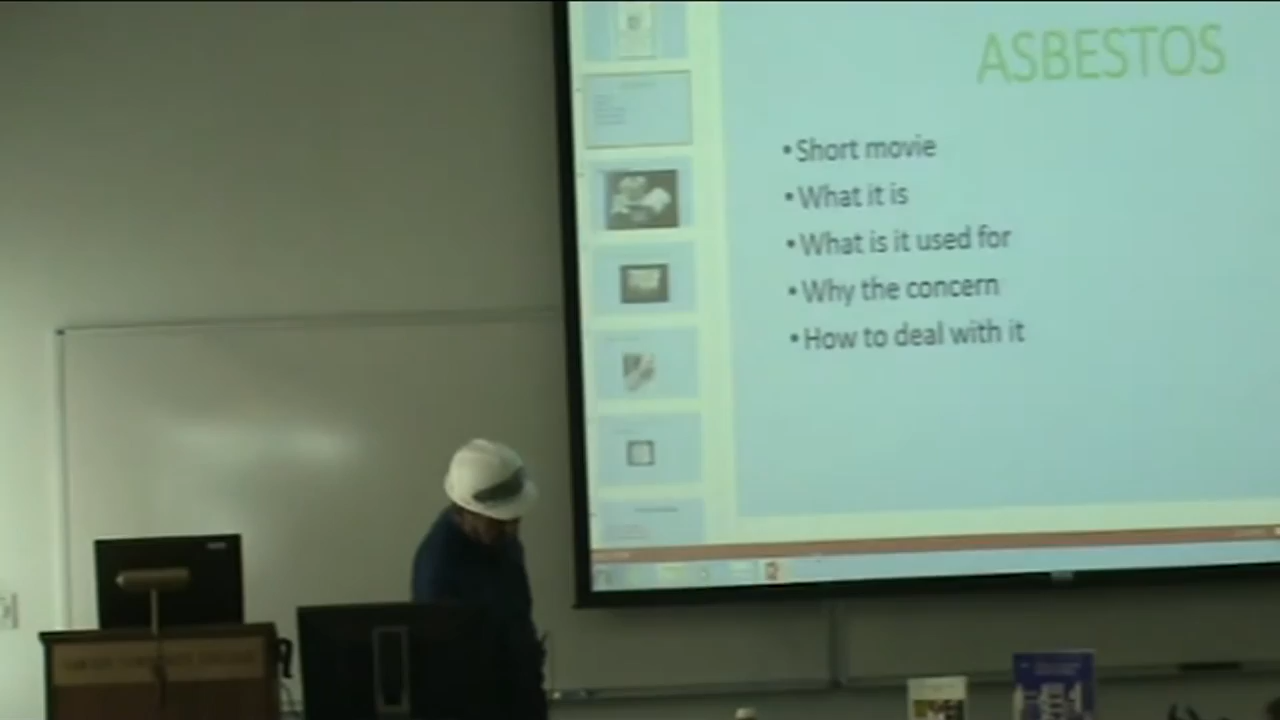 ASBESTOS
• Short movie
• What it is
• What is it used for
• Why the concern
• How to deal with it